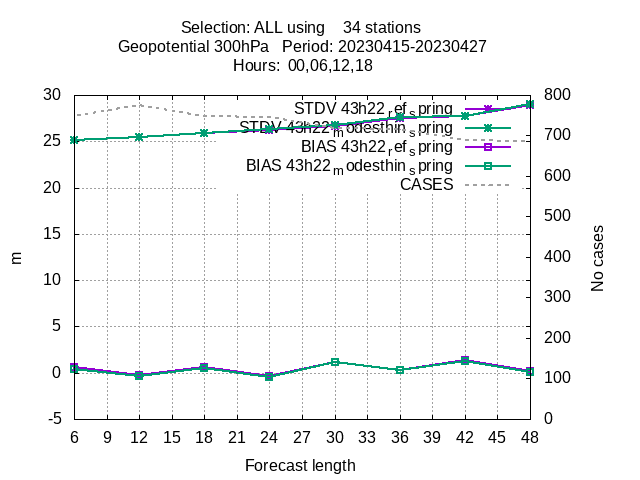 Selection: ALL using    34 stations
Geopotential 300hPa   Period: 20230415-20230427
Hours:  00,06,12,18
STDV 43h22_ref_spring
STDV 43h22_modesthin_spring
BIAS 43h22_ref_spring
BIAS 43h22_modesthin_spring
CASES
30
25
20
15
10
5
0
-5
m
800
700
600
500
400
300
200
100
0
No cases
6 9 12 15 18 21 24 27 30 33 36 39 42 45 48
Forecast length